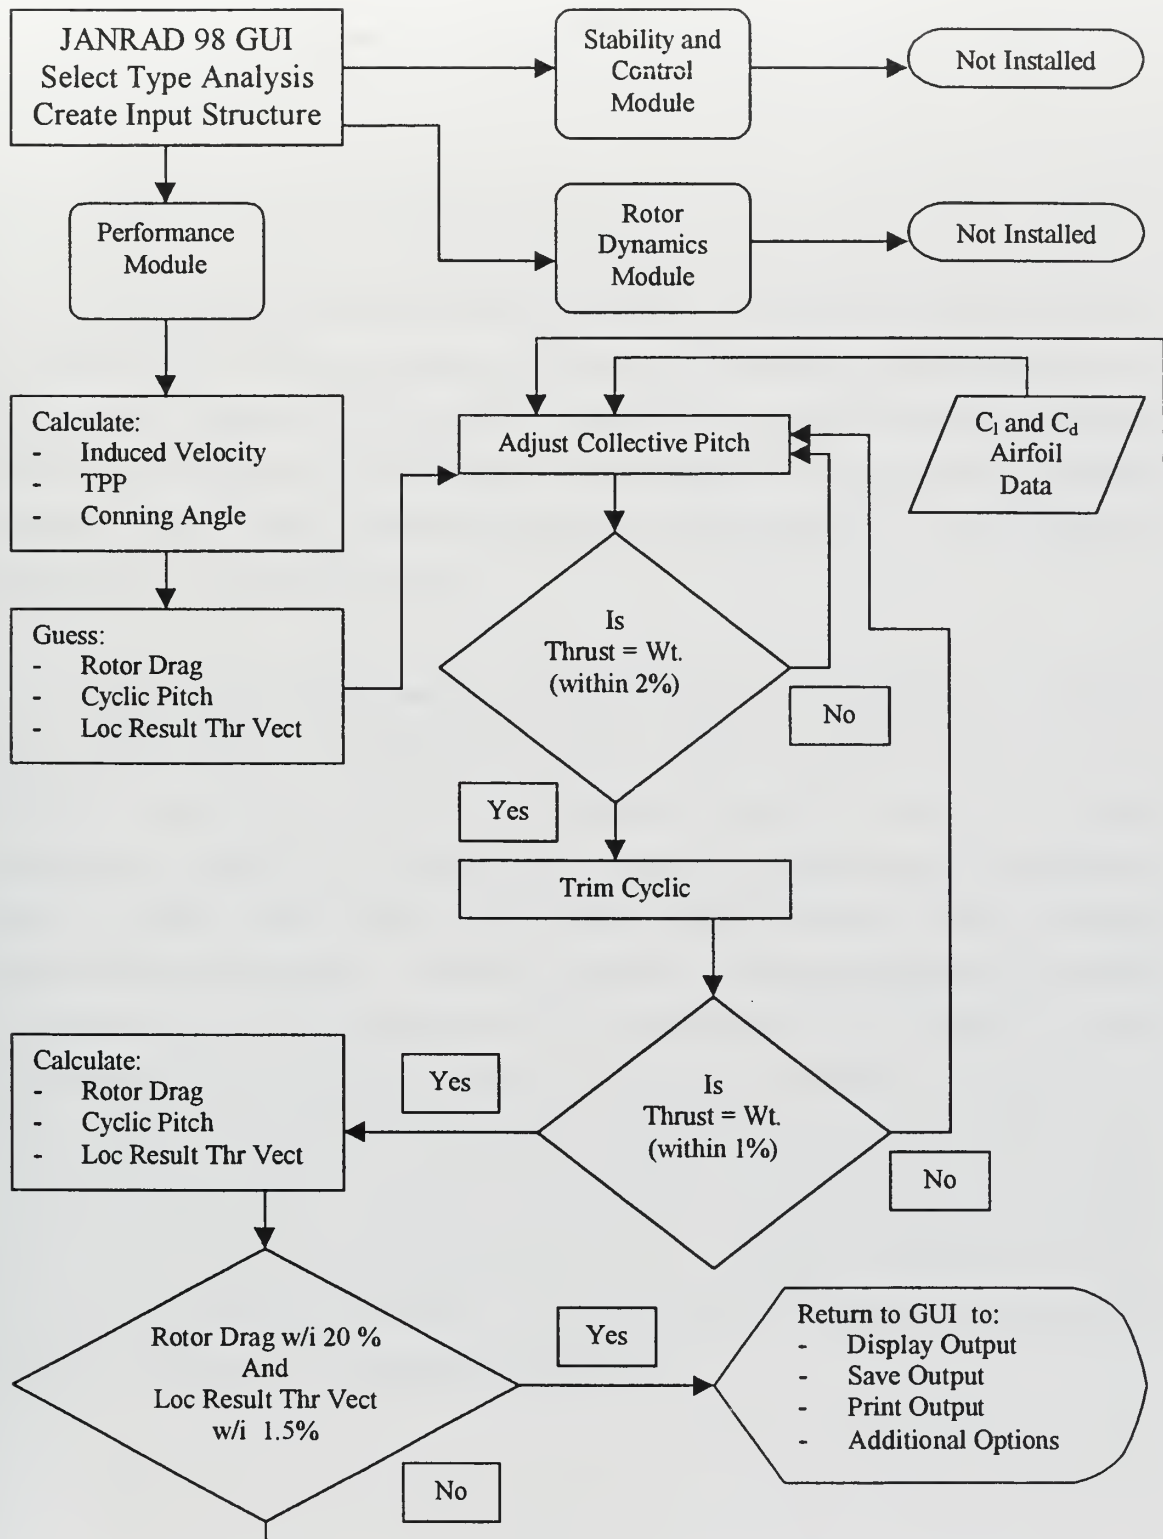 JANRAD 98 GUI
Select Type Analysis
Create Input Structure
Stability and
Control
Module
Not Installed
Performance
Module
Rotor
Dynamics
Module
Not Installed
Calculate:
- Induced Velocity
- TPP
- Conning Angle
Adjust Collective Pitch
Cl and Cd
Airfoil
Data
Guess:
- Rotor Drag
- Cyclic Pitch
- Loc Result Thr Vect
Is
Thrust = Wt.
(within 2%)
No
Yes
Trim Cyclic
Calculate:
- Rotor Drag
- Cyclic Pitch
- Loc Result Thr Vect
Yes
Is
Thrust = Wt.
(within 1%)
No
Rotor Drag w/i 20 %
And
Loc Result Thr Vect
w/i 1.5%
Yes
No
Return to GUI to:
- Display Output
- Save Output
- Print Output
- Additional Options